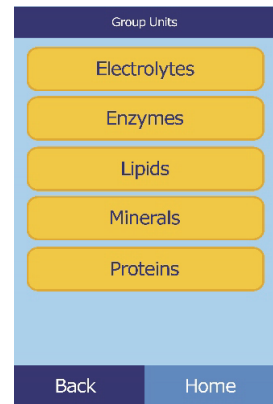 Group Units
Electrolytes
Enzymes
Lipids
Minerals
Proteins
Back Home